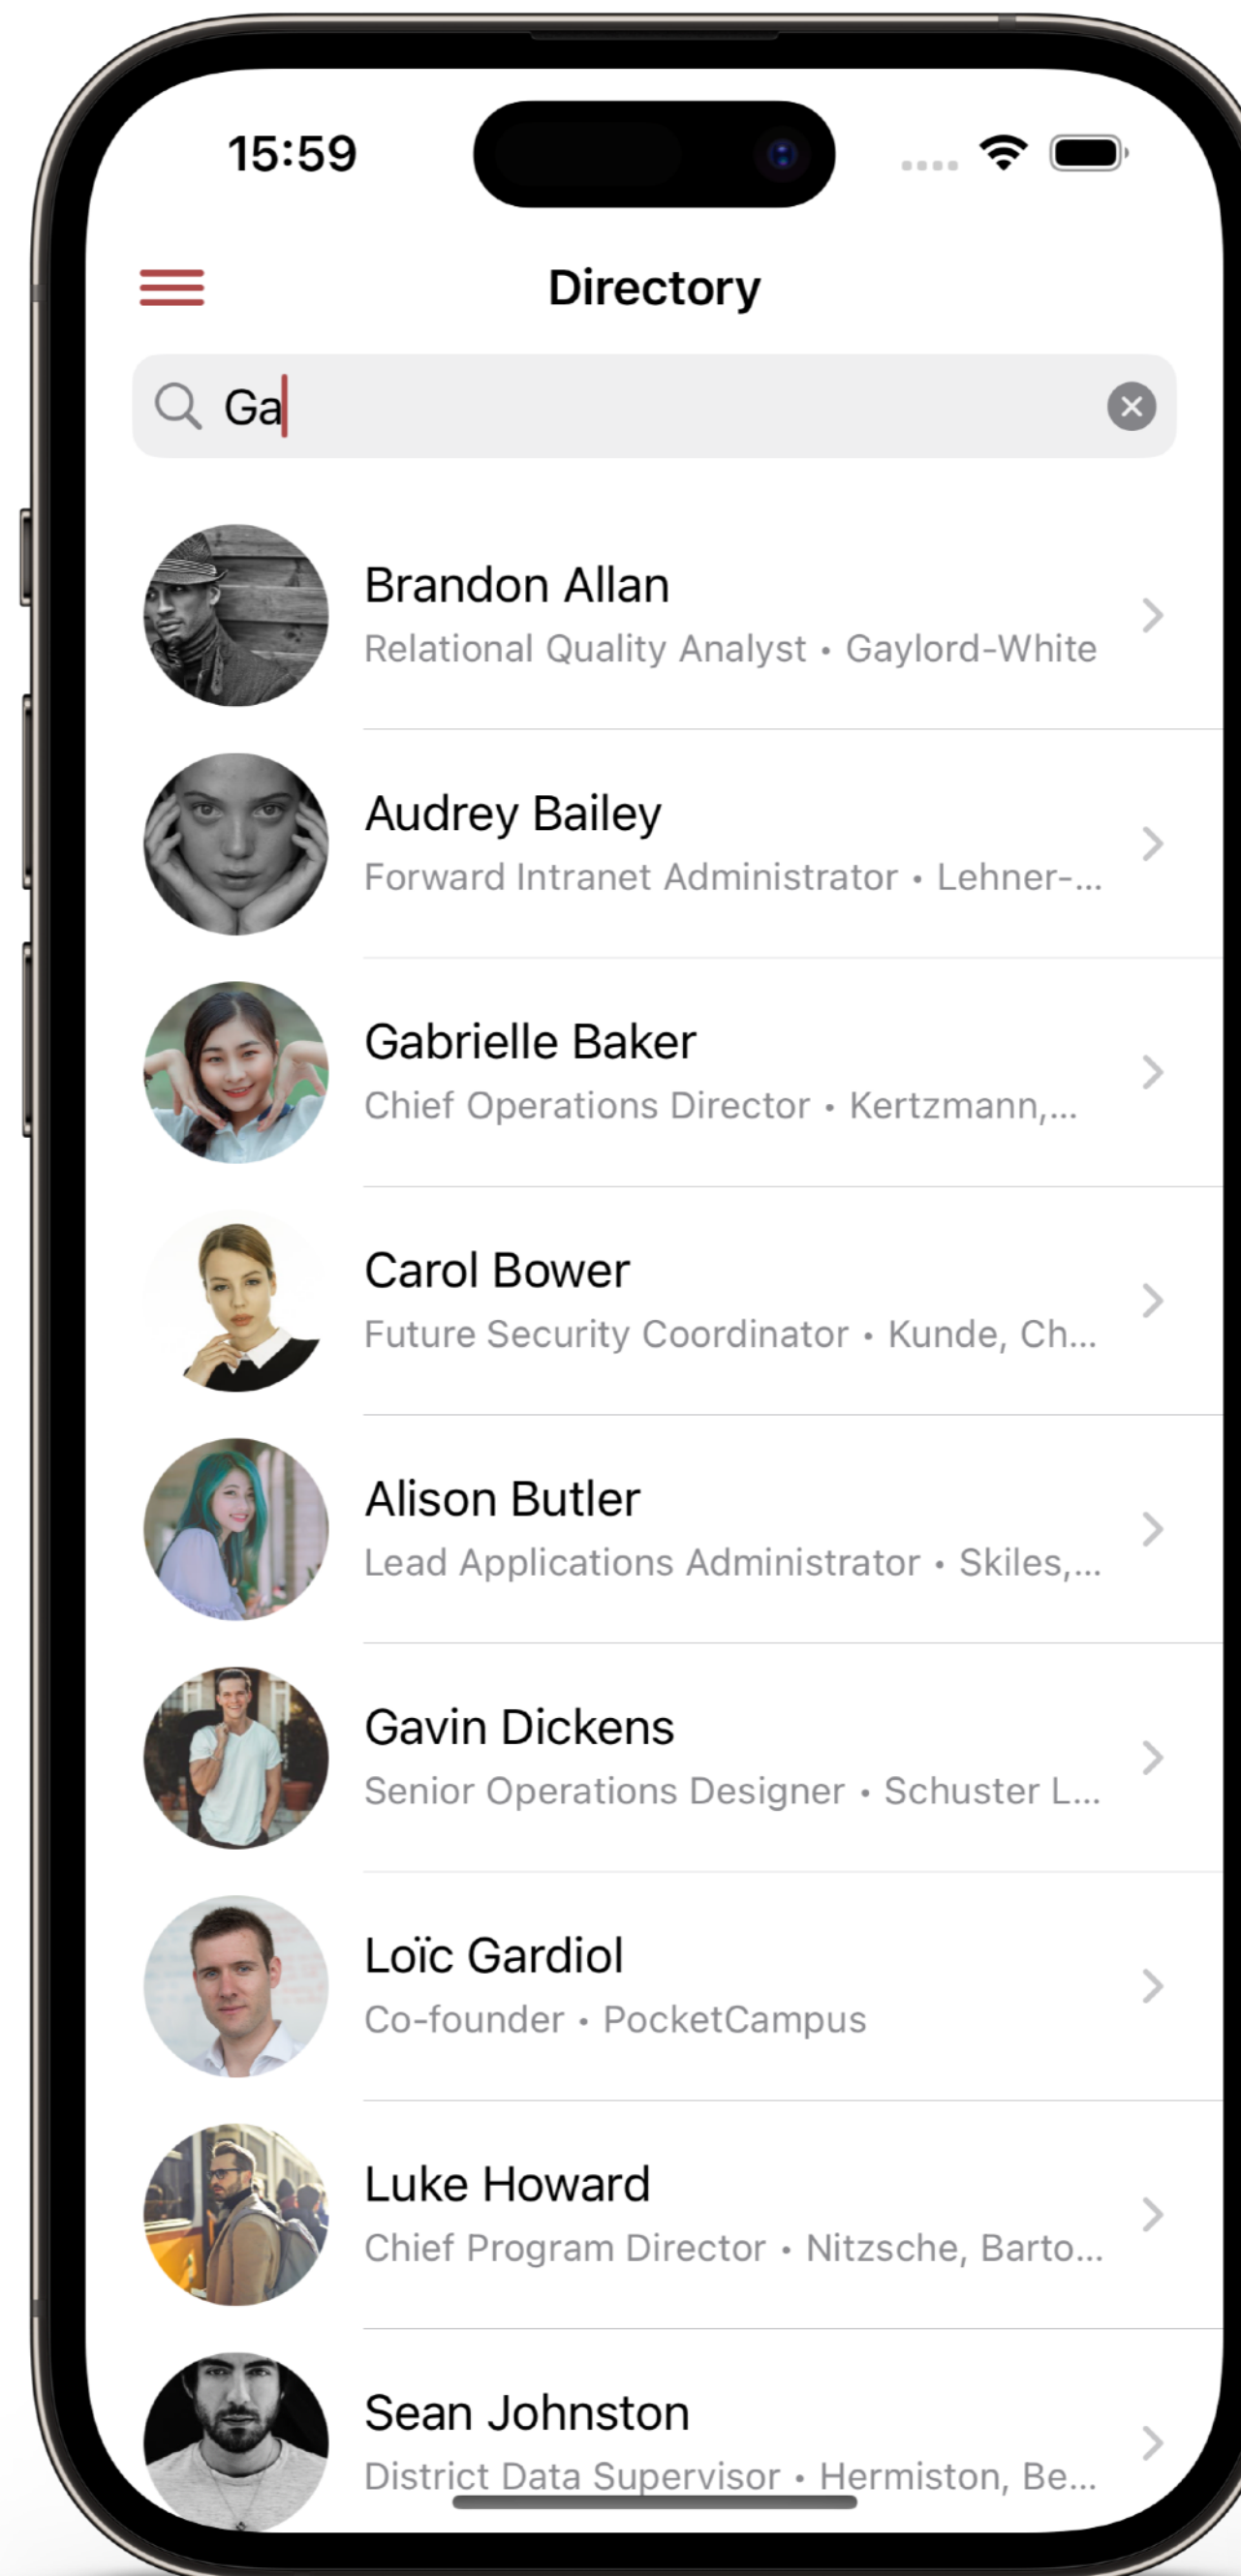 15:59
Directory
Ga
Brandon Allan
Relational Quality Analyst • Gaylord-White
Audrey Bailey
Forward Intranet Administrator • Lehner-...
Gabrielle Baker
Chief Operations Director • Kertzmann,...
Carol Bower
Future Security Coordinator • Kunde, Ch...
Alison Butler
Lead Applications Administrator • Skiles,...
Gavin Dickens
Senior Operations Designer • Schuster L...
Loïc Gardiol
Co-founder • PocketCampus
Luke Howard
Chief Program Director • Nitzsche, Barto...
Sean Johnston
District Data Supervisor • Hermiston, Be...